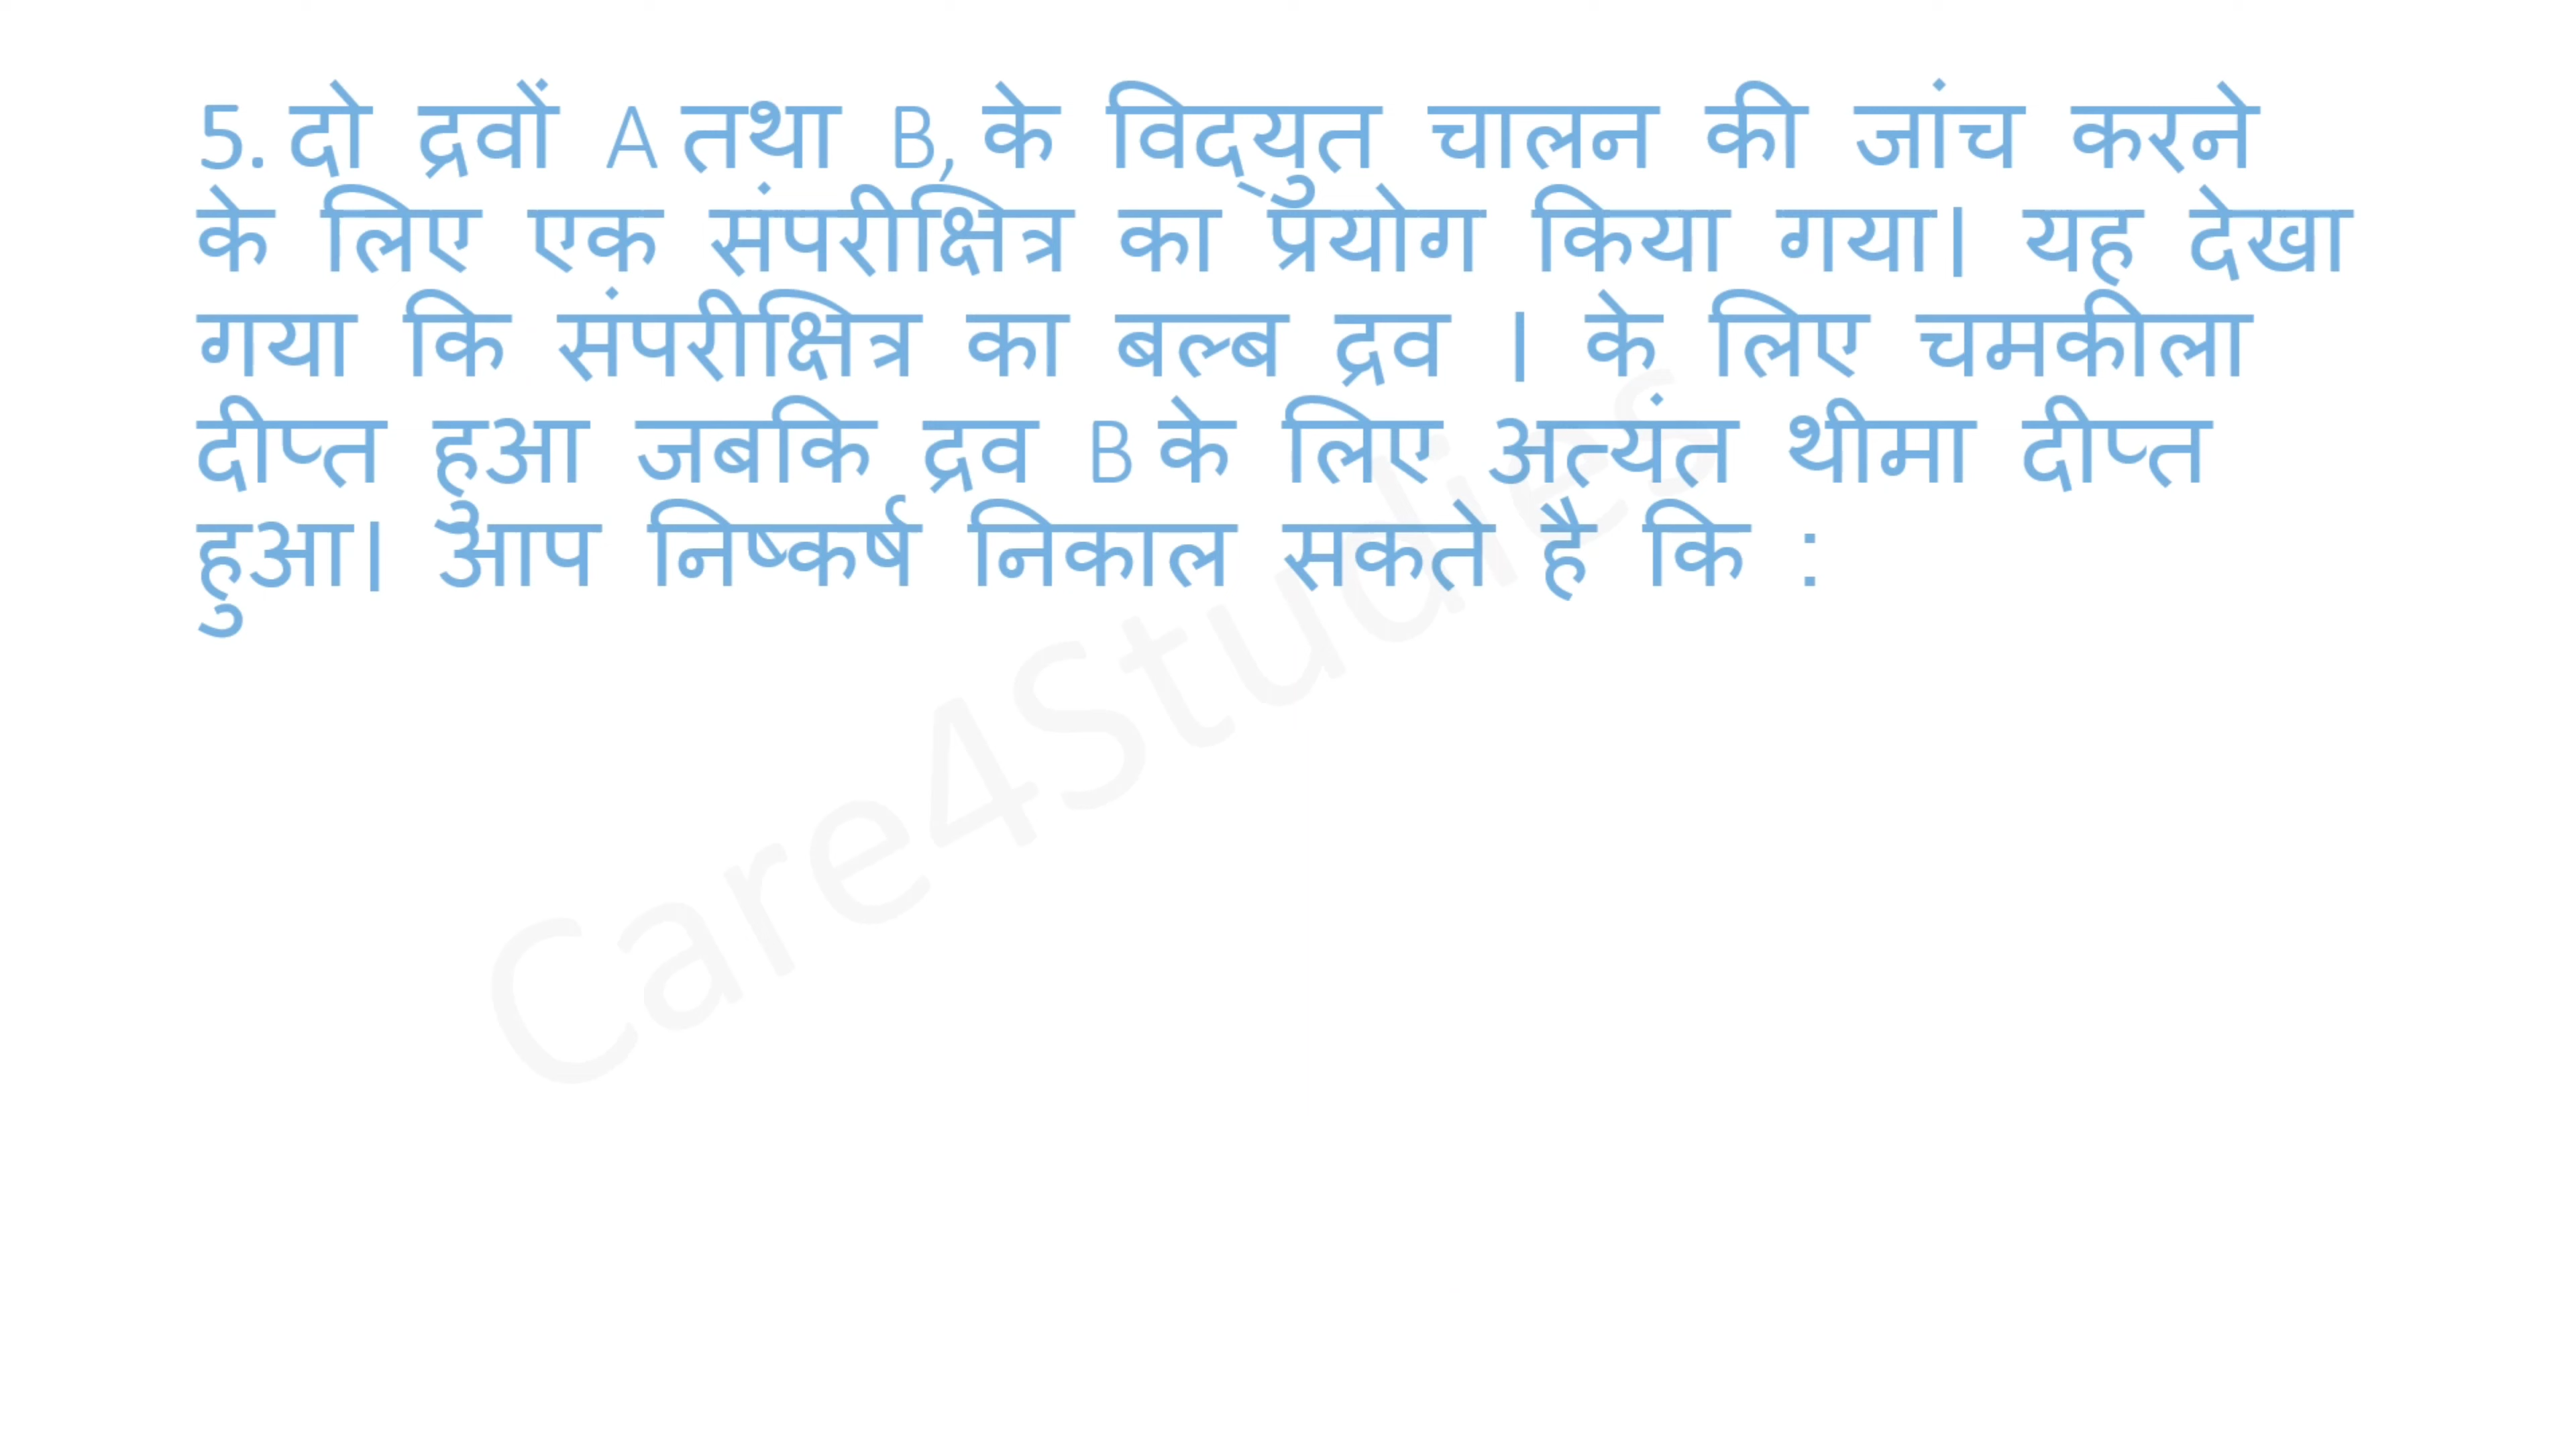 5. दो द्रवों A तथा B, के विद्युत चालन की जांच करने
के लिए एक संपरीक्षित्र का प्रयोग किया गया। यह देखा
गया कि संपरीक्षित्र का बल्ब द्रव । के लिए चमकीला
दीप्त हुआ जबकि द्रव B के लिए अत्यंत थीमा दीप्त
हुआ। आप निष्कर्ष निकाल सकते है कि :
Care4Studies